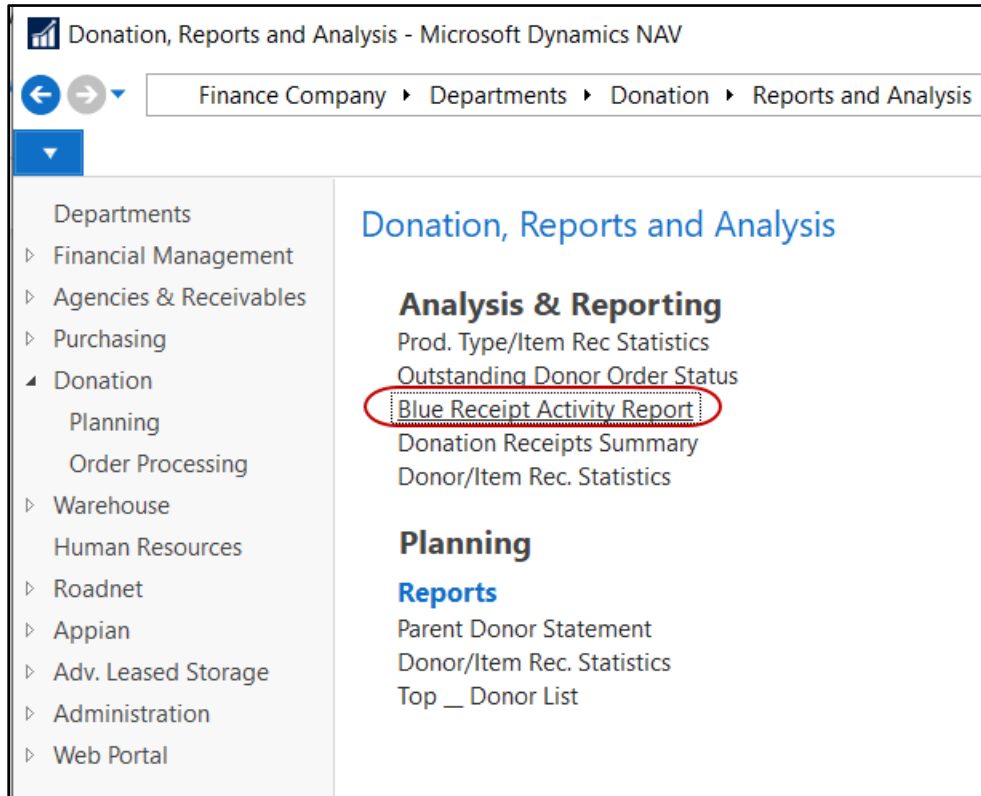 Donation, Reports and Analysis - Microsoft Dynamics NAV
Finance Company ▸ Departments ▸ Donation ▸ Reports and Analysis
Departments
Financial Management
Agencies & Receivables
Purchasing
Donation
Planning
Order Processing
Warehouse
Human Resources
Roadnet
Appian
Adv. Leased Storage
Administration
Web Portal
Donation, Reports and Analysis
Analysis & Reporting
Prod. Type/Item Rec Statistics
Outstanding Donor Order Status
Blue Receipt Activity Report
Donation Receipts Summary
Donor/Item Rec. Statistics
Planning
Reports
Parent Donor Statement
Donor/Item Rec. Statistics
Top __ Donor List